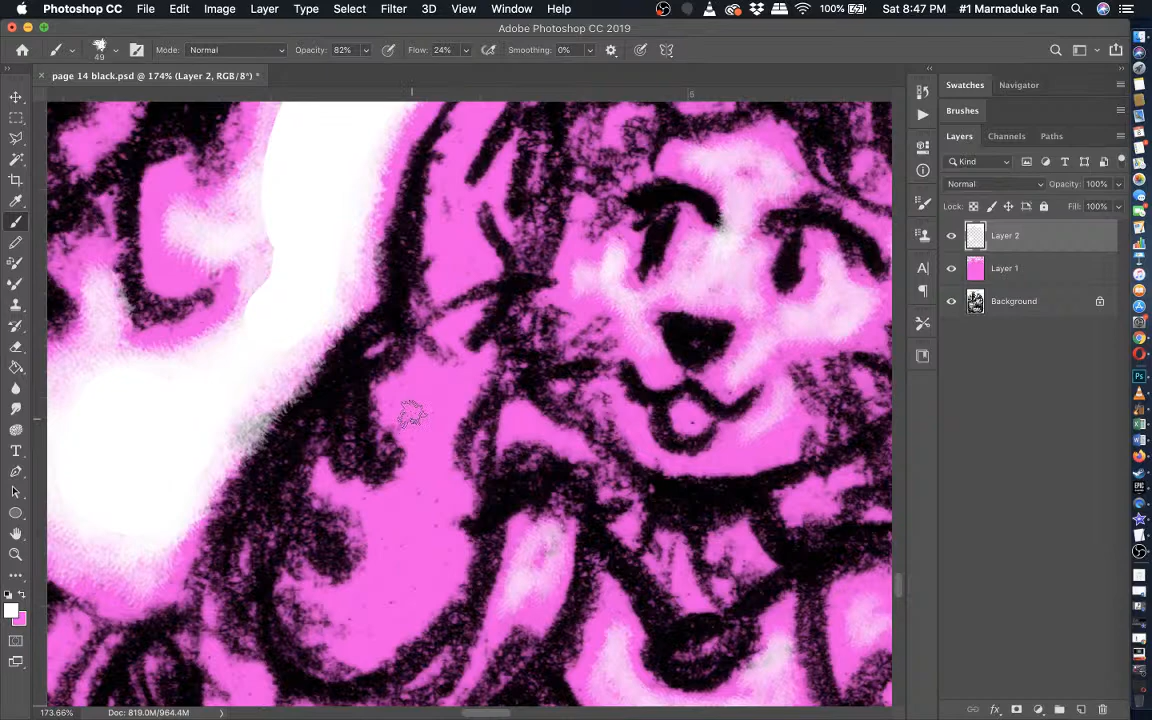 Photoshop CC File Edit Image Layer Type Select Filter 3D View Window Help 100% Sat 8:47 PM #1 Marmaduke Fan
Adobe Photoshop CC 2019
49 Mode: Normal Opacity: 82% Flow: 24% Smoothing: 0%
× page 14 black.psd @ 174% (Layer 2, RGB/8*) *
Swatches Navigator
6
Brushes
Layers Channels Paths
Kind
Normal Opacity: 100%
Lock: Fill: 100%
Layer 2
Layer 1
Background
173.66% Doc: 819.0M/964.4M